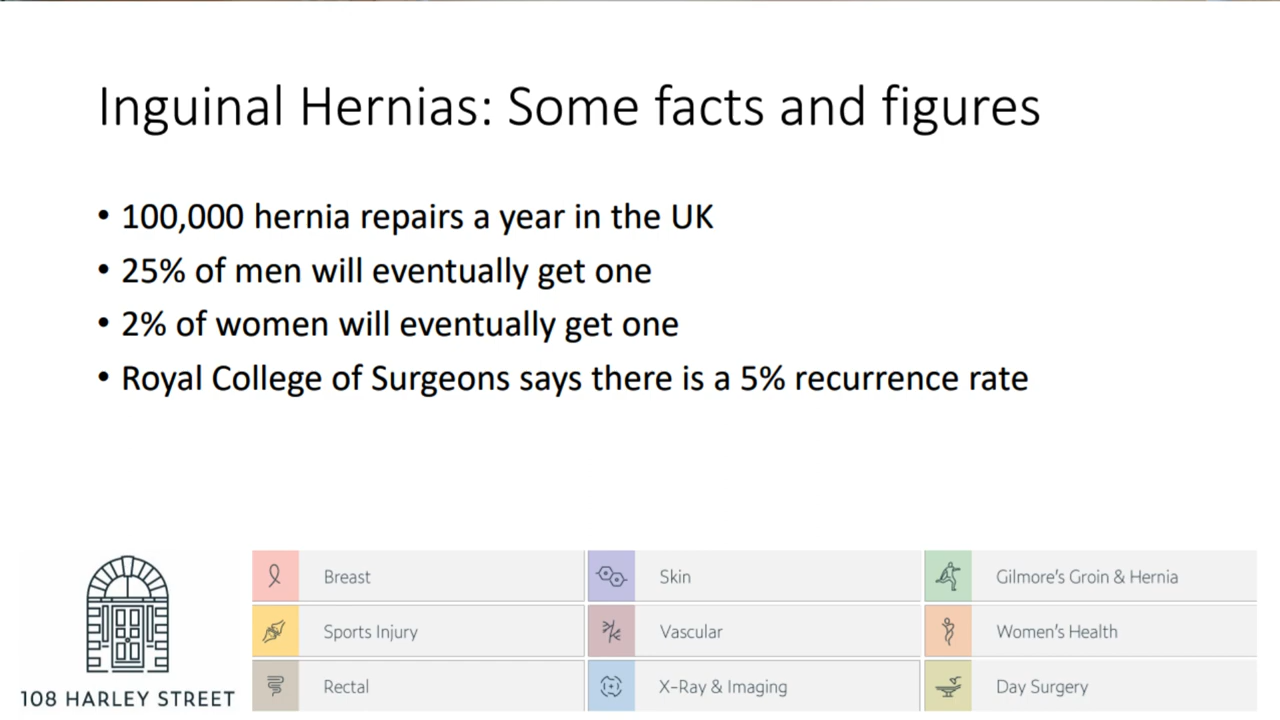 Inguinal Hernias: Some facts and figures
• 100,000 hernia repairs a year in the UK
• 25% of men will eventually get one
• 2% of women will eventually get one
• Royal College of Surgeons says there is a 5% recurrence rate
Breast
Skin
Gilmore's Groin & Hernia
Sports Injury
Vascular
Women's Health
Rectal
X-Ray & Imaging
Day Surgery
108 HARLEY STREET